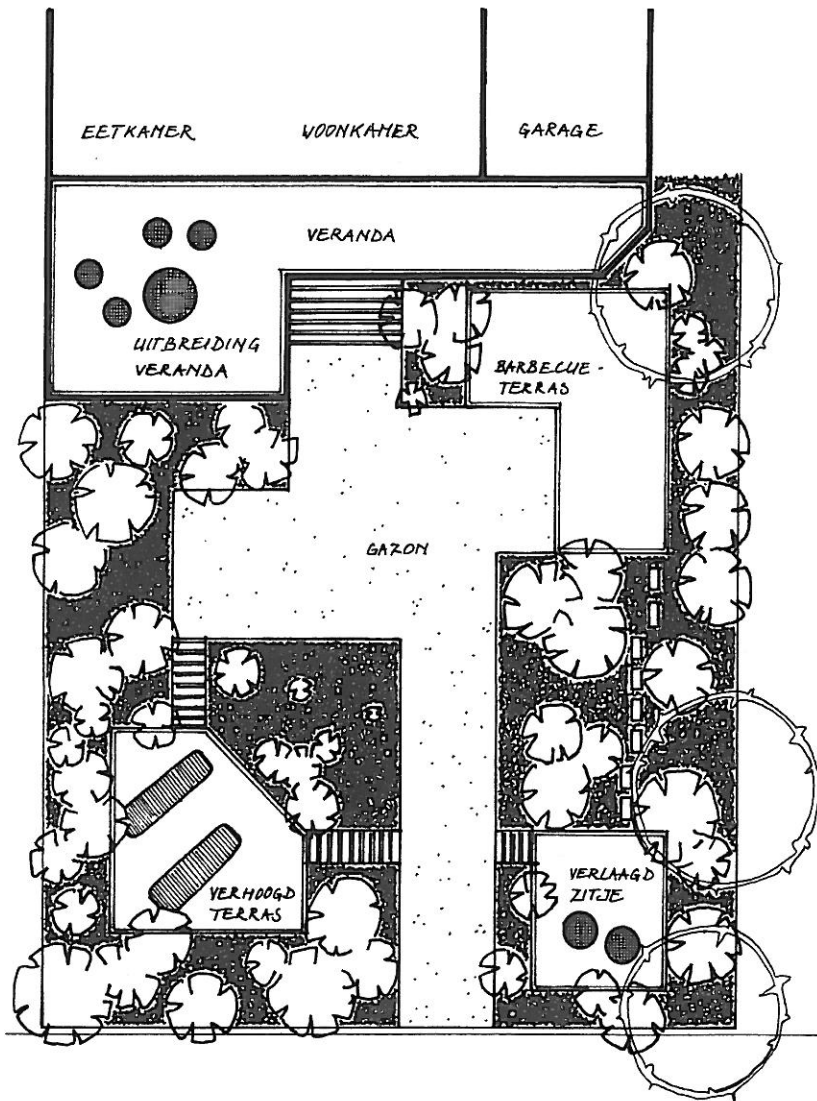 EETKAMER
WOONKAMER
GARAGE
VERANDA
UITBREIDING
VERANDA
BARBECUE-
TERRAS
GAZON
VERHOOGD
TERRAS
VERLAAGD
ZITJE